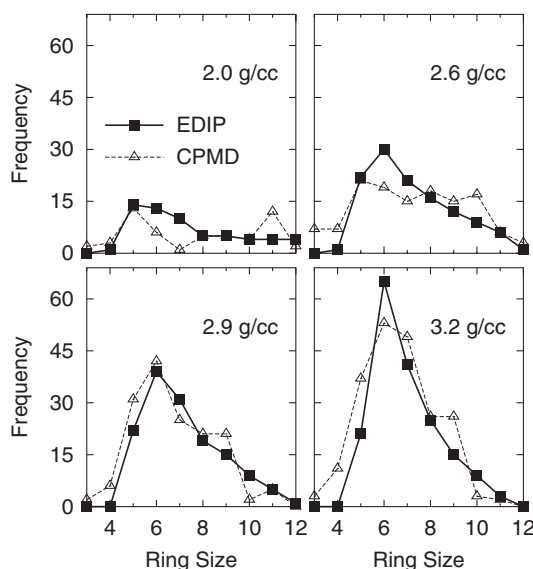 60
45
30
15
0
Frequency
2.0 g/cc
EDIP
CPMD
2.6 g/cc
60
45
30
15
0
Frequency
2.9 g/cc
3.2 g/cc
4 6 8 10 12 4 6 8 10 12
Ring Size Ring Size